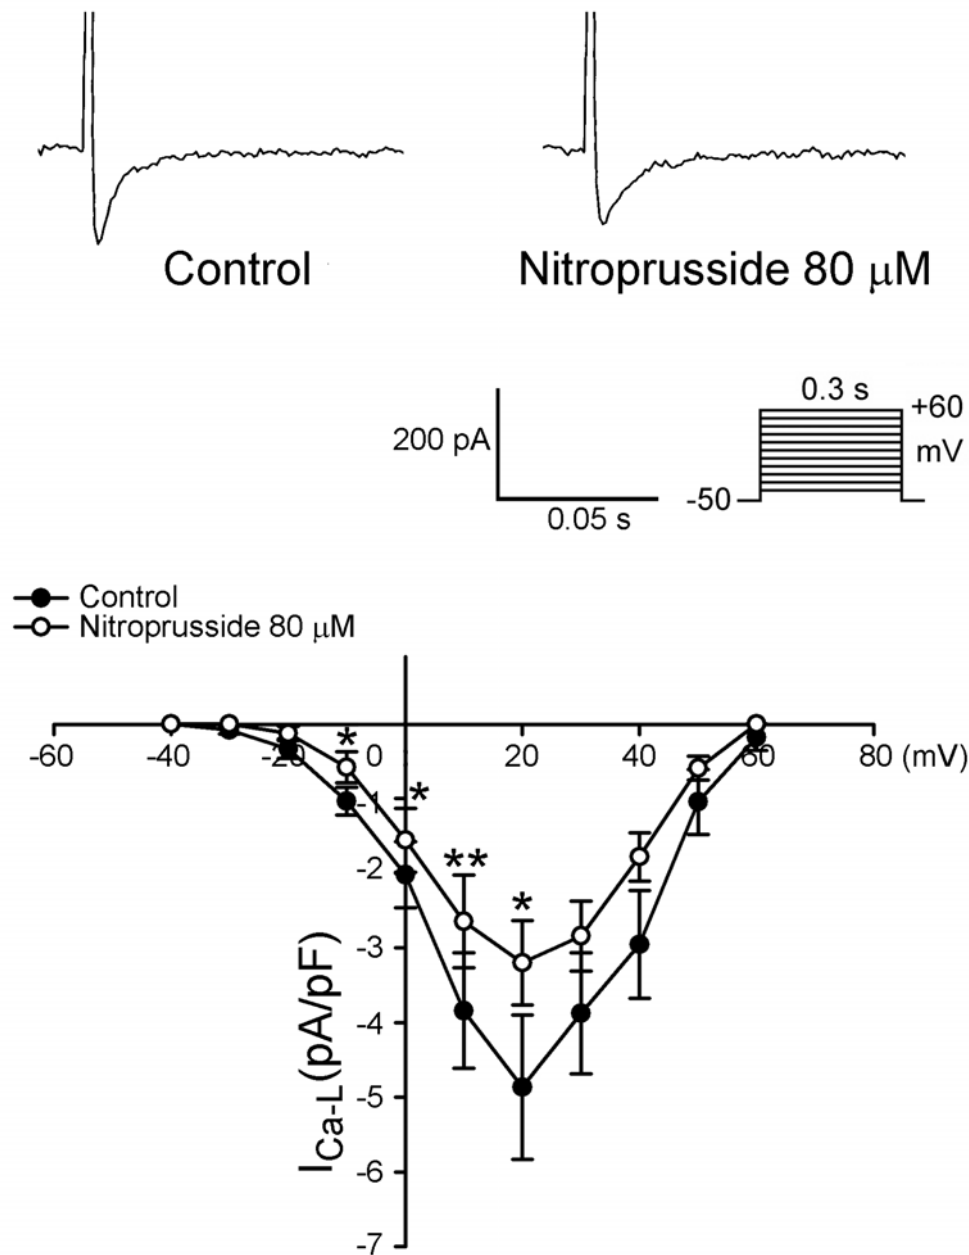 Control
Nitroprusside 80 μM
200 pA
0.05 s
0.3 s
+60
mV
-50
Control
Nitroprusside 80 μM
-60
-40
-20
0
20
40
60
80 (mV)
*
-1
*
-2
**
*
-3
-4
-5
-6
-7
ICa-L(pA/pF)